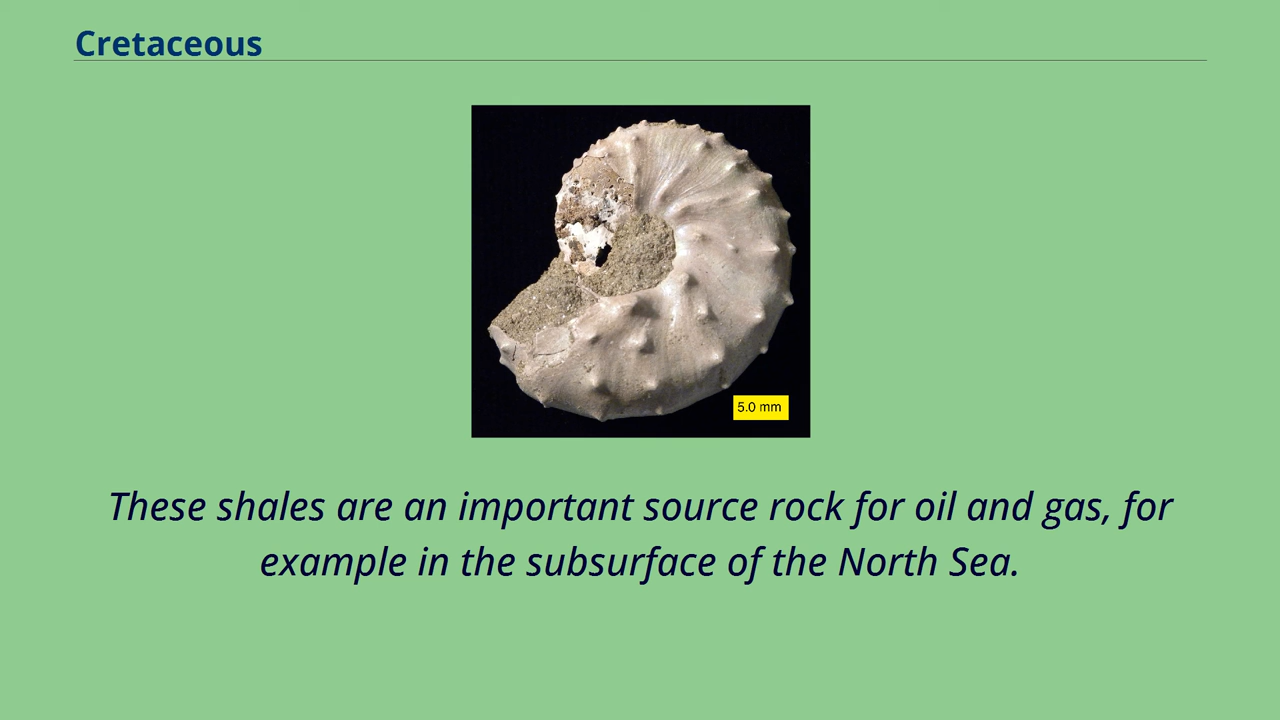 Cretaceous
5.0 mm
These shales are an important source rock for oil and gas, for
example in the subsurface of the North Sea.